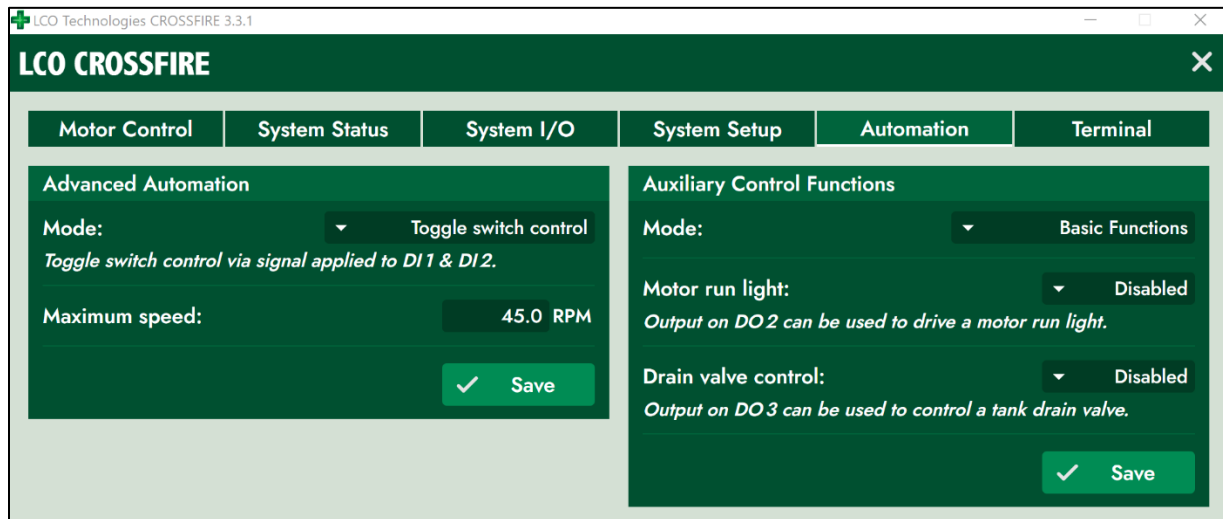 LCO Technologies CROSSFIRE 3.3.1
LCO CROSSFIRE
Motor Control
System Status
System I/O
System Setup
Automation
Terminal
Advanced Automation
Mode: Toggle switch control
Toggle switch control via signal applied to DI 1 & DI 2.
Maximum speed: 45.0 RPM
Save
Auxiliary Control Functions
Mode: Basic Functions
Motor run light: Disabled
Output on DO 2 can be used to drive a motor run light.
Drain valve control: Disabled
Output on DO 3 can be used to control a tank drain valve.
Save